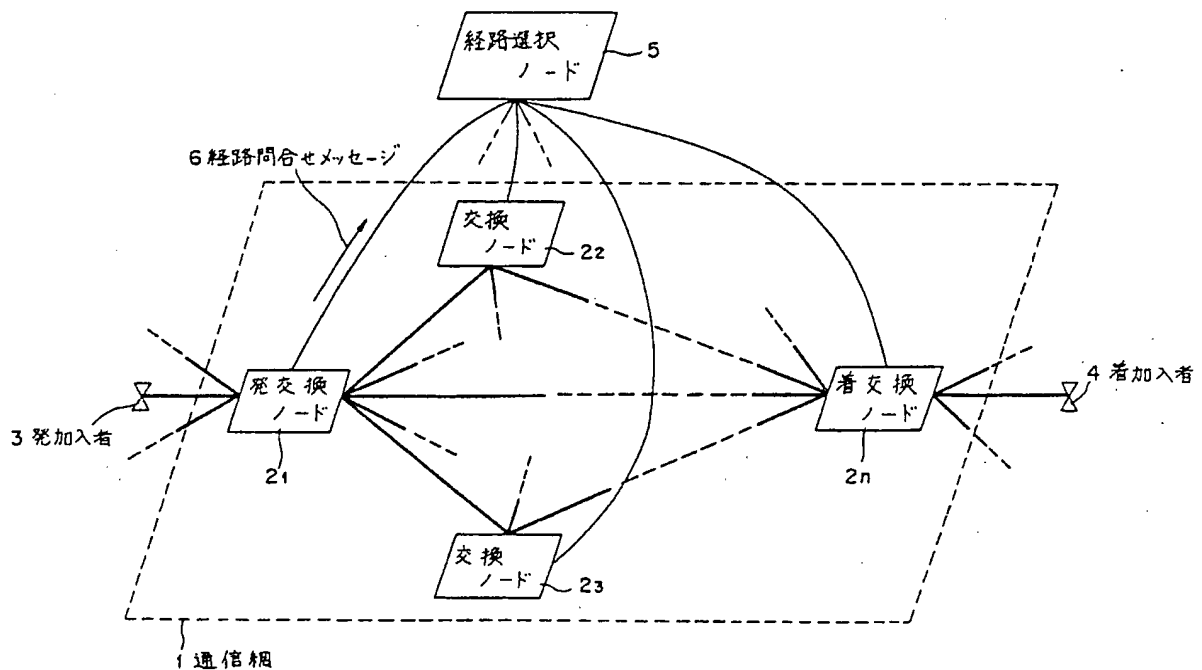 経路選択
ノード
5
6 経路問合せメッセージ
交換
ノード
22
発交換
ノード
21
3 発加入者
着交換
ノード
2n
4 着加入者
交換
ノード
23
1 通信網